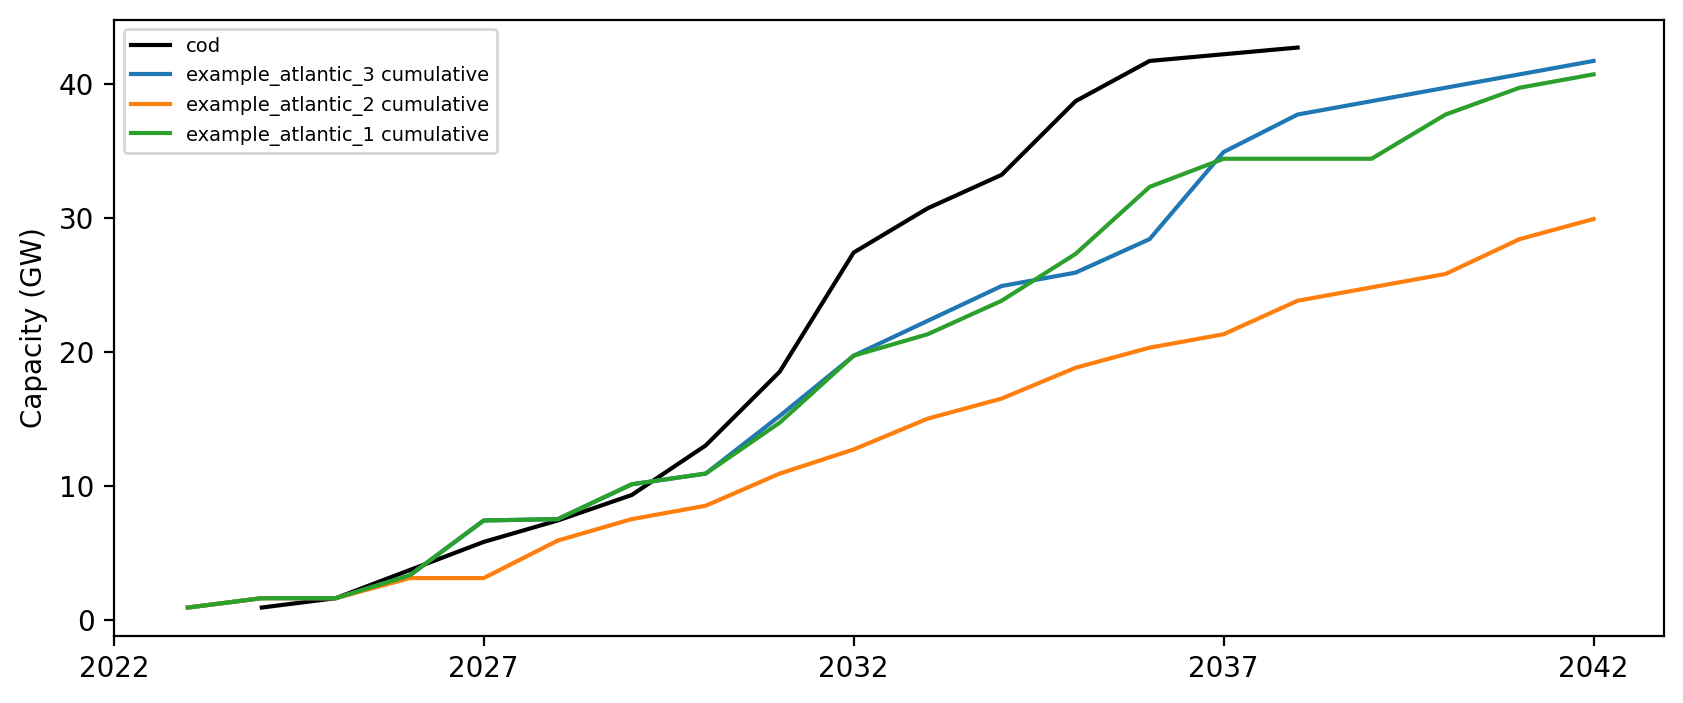 cod
example_atlantic_3 cumulative
example_atlantic_2 cumulative
example_atlantic_1 cumulative
Capacity (GW)
40
30
20
10
0
2022 2027 2032 2037 2042